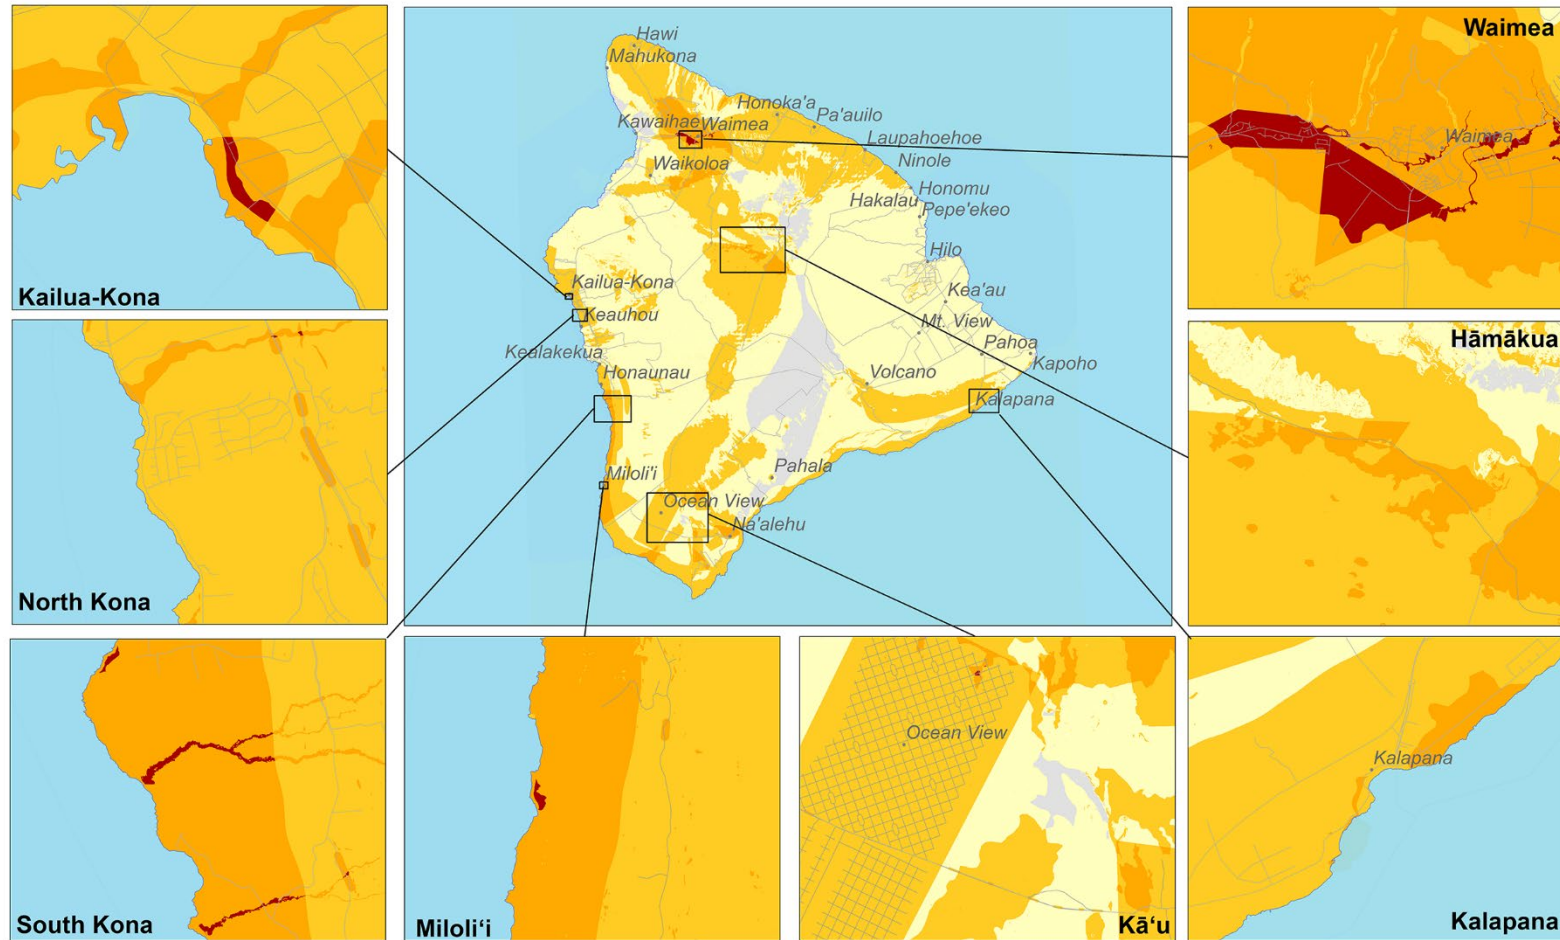 Kailua-Kona
North Kona
South Kona
Hawi
Mahukona
Honoka'a
Pa'auilo
Kawaihae
Waimea
Laupahoehoe
Waikoloa
Ninole
Honomu
Hakalau
Pepe'ekeo
Hilo
Kailua-Kona
Kea'au
Keauhou
Mt. View
Pahoa
Kealakekua
Kapoho
Honaunau
Volcano
Kalapana
Miloli'i
Pahala
Ocean View
Na'alehu
Miloli‘i
Ocean View
Kā‘u
Waimea
Waimea
Hāmākua
Kalapana
Kalapana